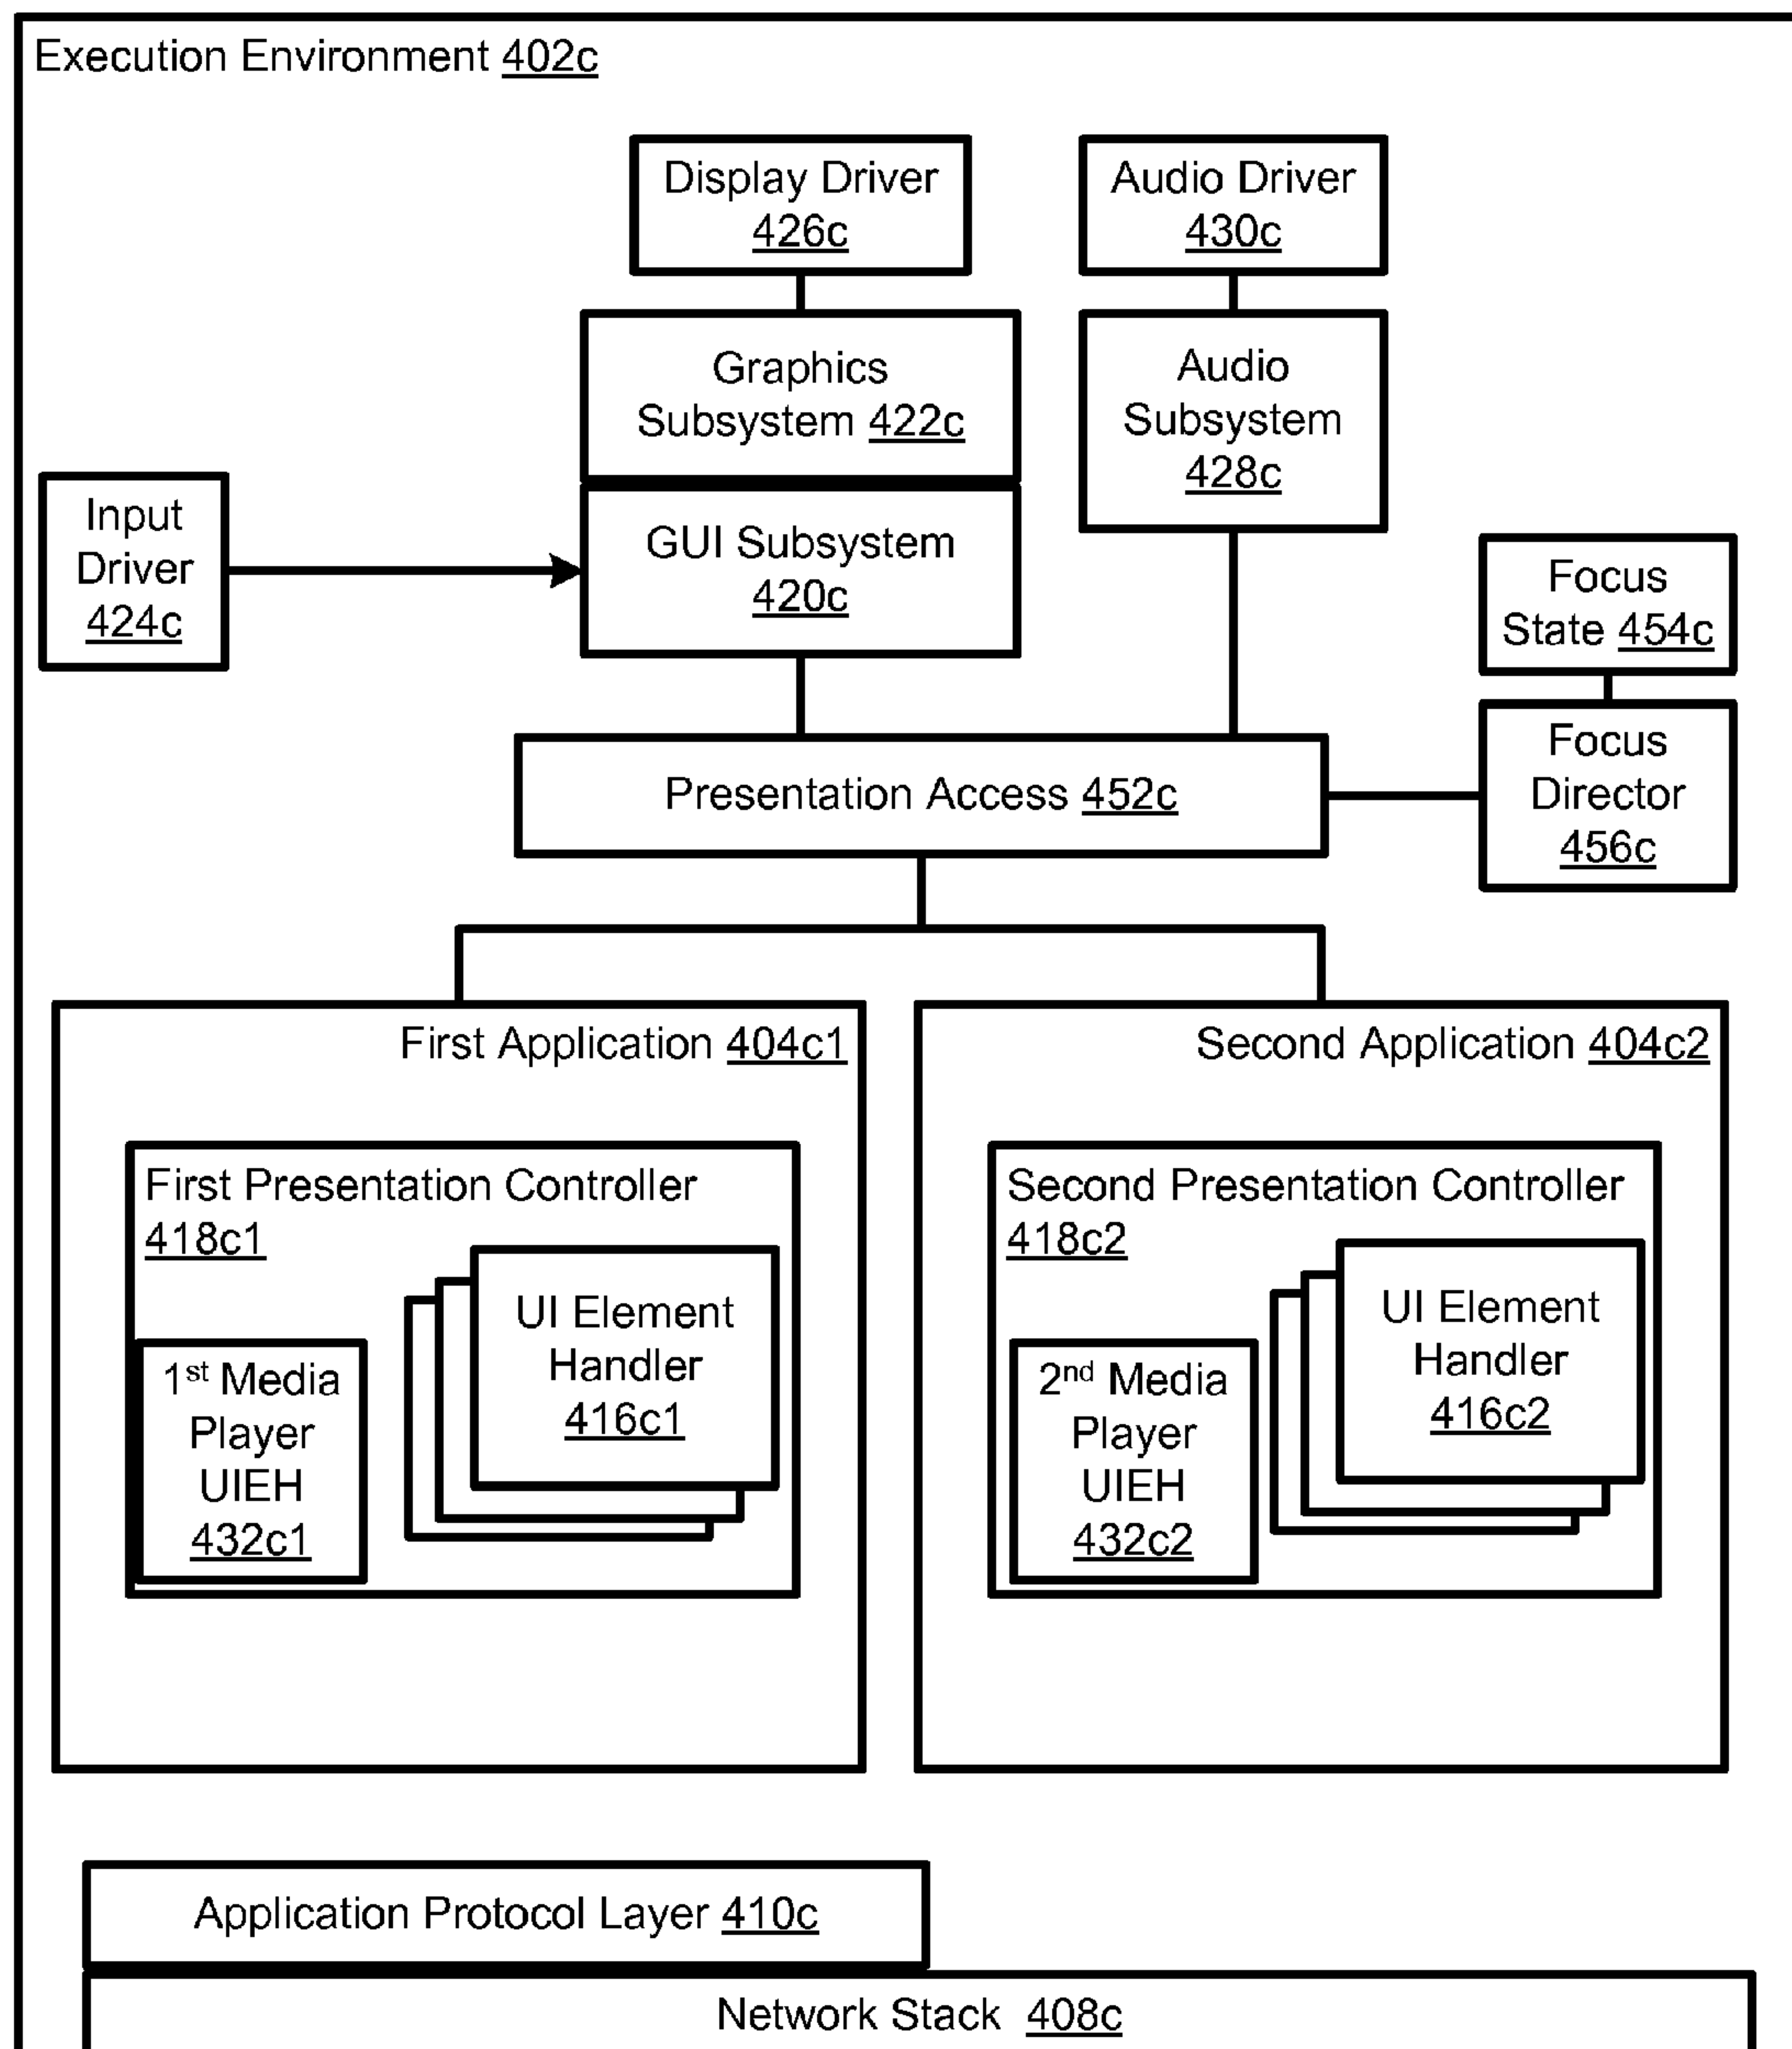 Execution Environment 402c
Display Driver
426c
Audio Driver
430c
Graphics
Subsystem 422c
Audio
Subsystem
428c
Input
Driver
424c
GUI Subsystem
420c
Focus
State 454c
Focus
Director
456c
Presentation Access 452c
First Application 404c1
First Presentation Controller
418c1
UI Element
Handler
416c1
1st Media
Player
UIEH
432c1
Second Application 404c2
Second Presentation Controller
418c2
UI Element
Handler
416c2
2nd Media
Player
UIEH
432c2
Application Protocol Layer 410c
Network Stack 408c